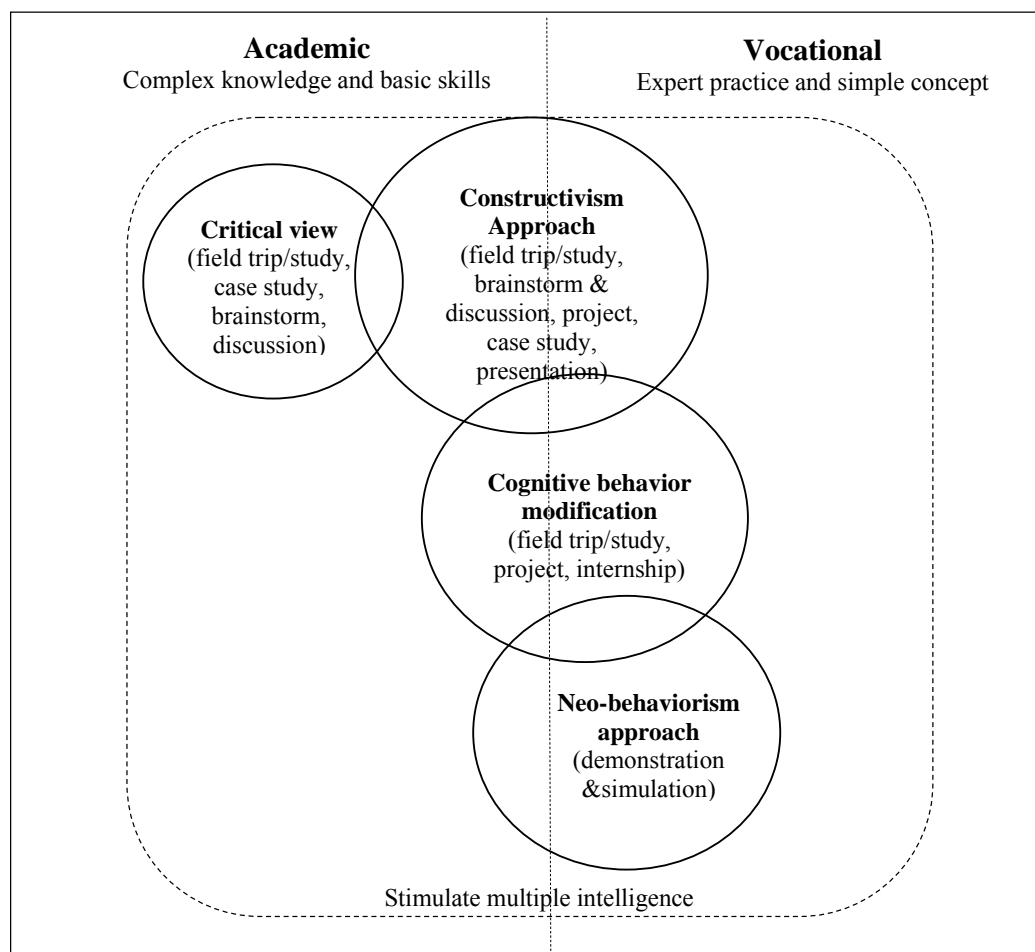 Academic
Complex knowledge and basic skills
Vocational
Expert practice and simple concept
Critical view
(field trip/study,
case study,
brainstorm,
discussion)
Constructivism
Approach
(field trip/study,
brainstorm &
discussion, project,
case study,
presentation)
Cognitive behavior
modification
(field trip/study,
project, internship)
Neo-behaviorism
approach
(demonstration
&simulation)
Stimulate multiple intelligence